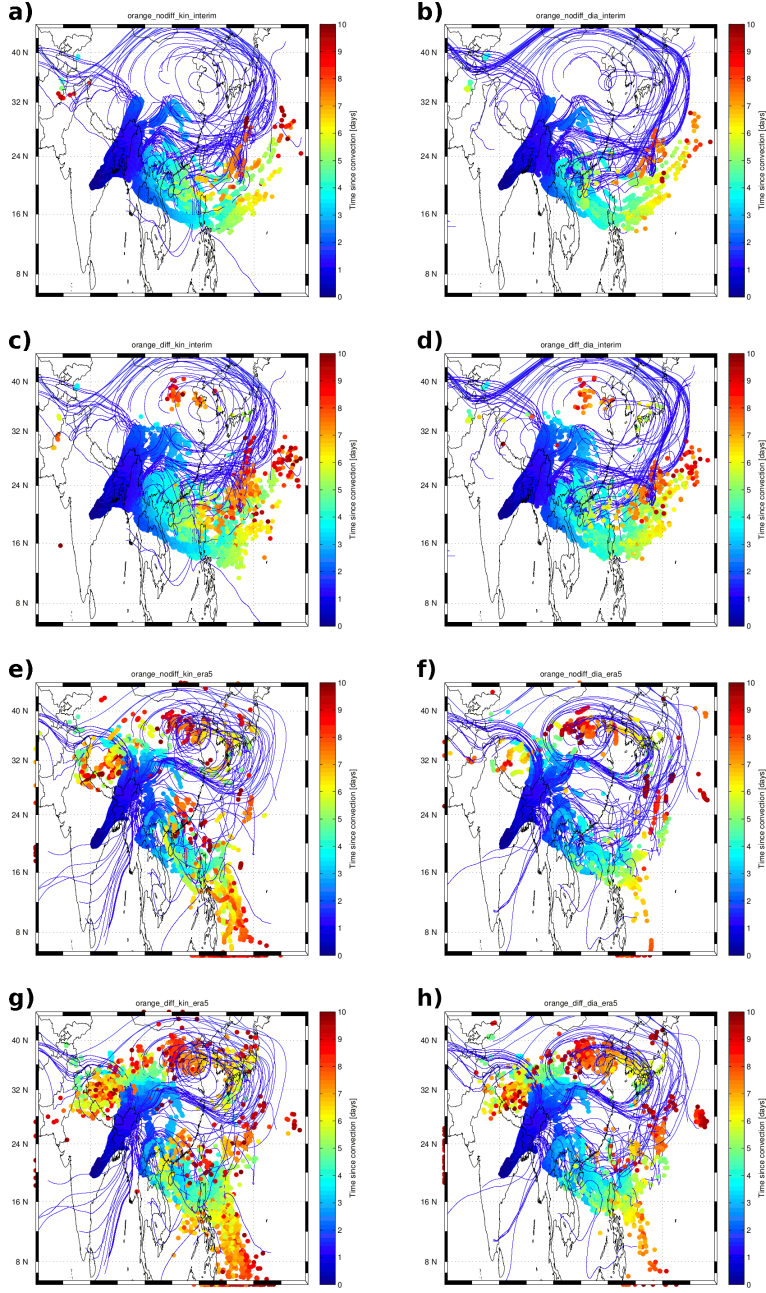 a)
orange_nodiff_kin_interim
40 N
32 N
24 N
16 N
8 N
10
9
8
7
6
5
4
3
2
1
0
Time since convection [days]
b)
orange_nodiff_dia_interim
40 N
32 N
24 N
16 N
8 N
10
9
8
7
6
5
4
3
2
1
0
Time since convection [days]
c)
orange_diff_kin_interim
40 N
32 N
24 N
16 N
8 N
10
9
8
7
6
5
4
3
2
1
0
Time since convection [days]
d)
orange_diff_dia_interim
40 N
32 N
24 N
16 N
8 N
10
9
8
7
6
5
4
3
2
1
0
Time since convection [days]
e)
orange_nodiff_kin_era5
40 N
32 N
24 N
16 N
8 N
10
9
8
7
6
5
4
3
2
1
0
Time since convection [days]
f)
orange_nodiff_dia_era5
40 N
32 N
24 N
16 N
8 N
10
9
8
7
6
5
4
3
2
1
0
Time since convection [days]
g)
orange_diff_kin_era5
40 N
32 N
24 N
16 N
8 N
10
9
8
7
6
5
4
3
2
1
0
Time since convection [days]
h)
orange_diff_dia_era5
40 N
32 N
24 N
16 N
8 N
10
9
8
7
6
5
4
3
2
1
0
Time since convection [days]